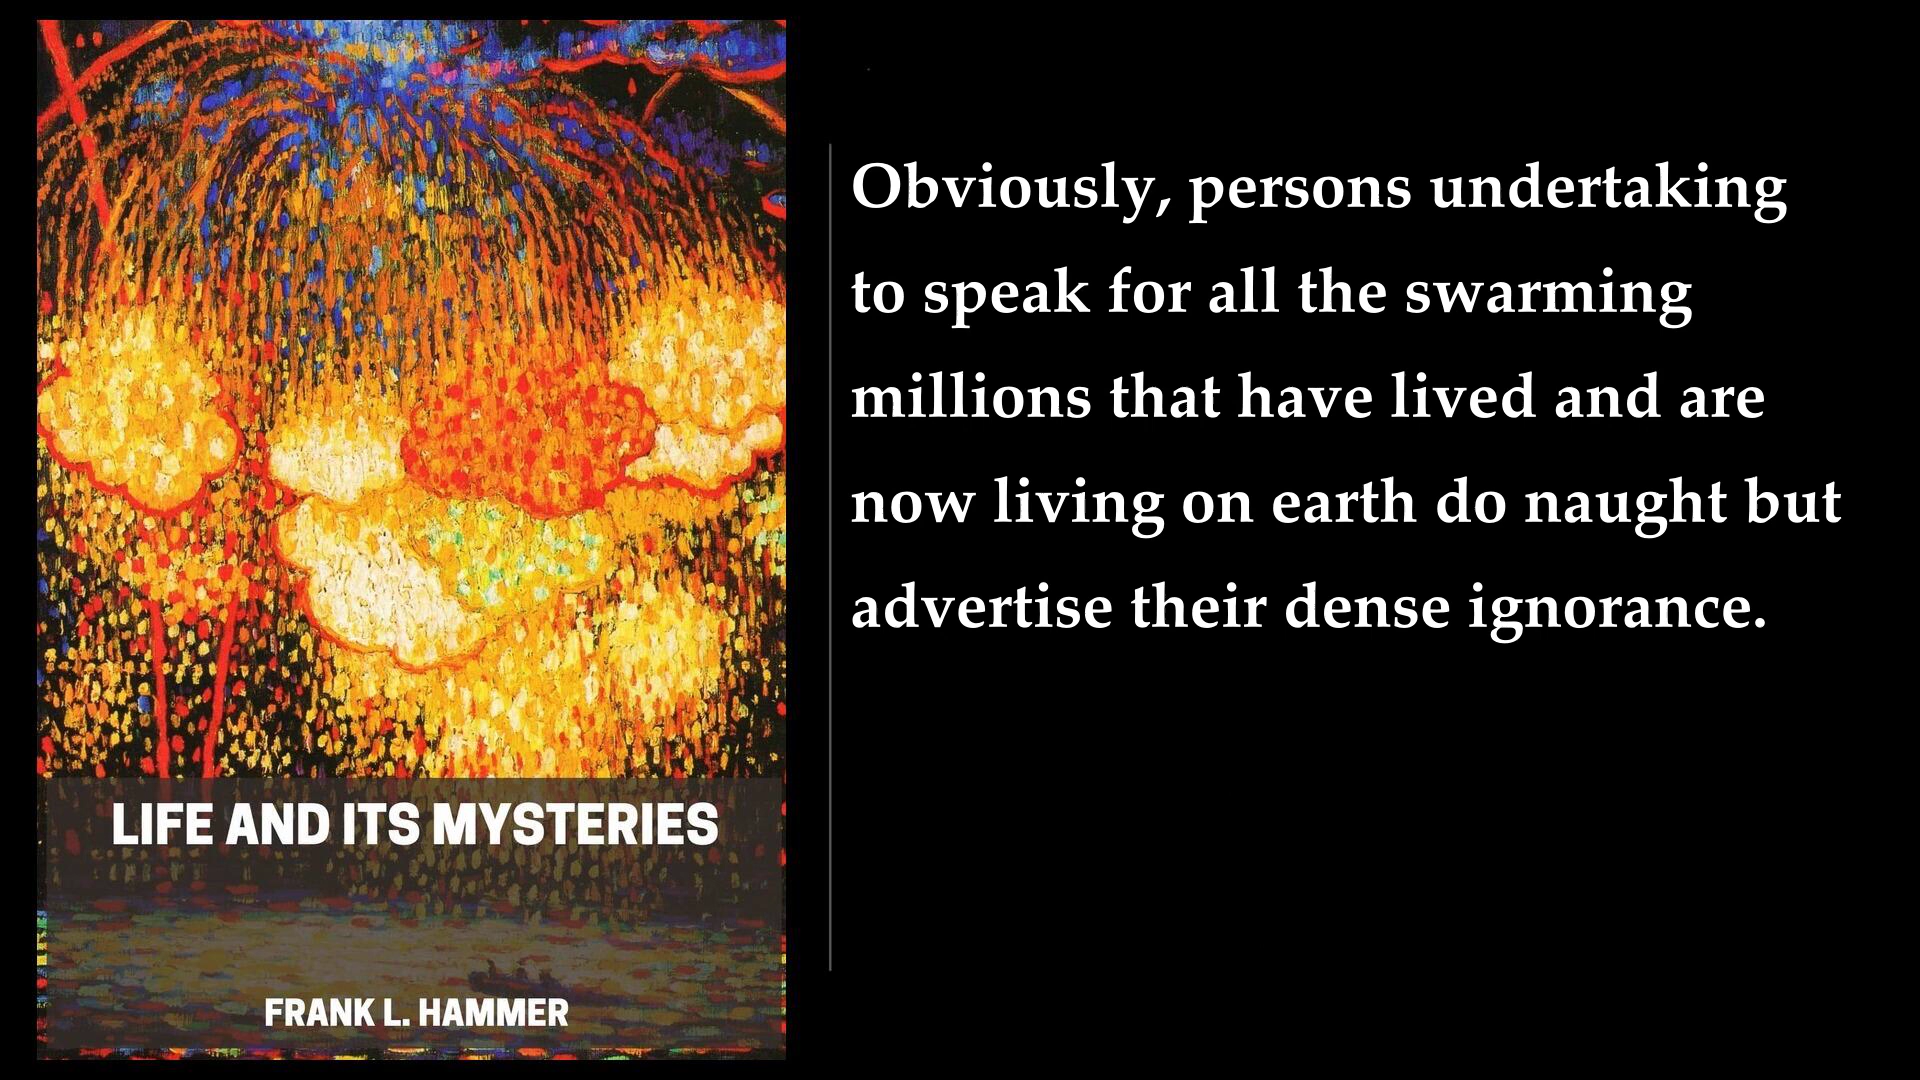 LIFE AND ITS MYSTERIES
FRANK L. HAMMER
Obviously, persons undertaking
to speak for all the swarming
millions that have lived and are
now living on earth do naught but
advertise their dense ignorance.